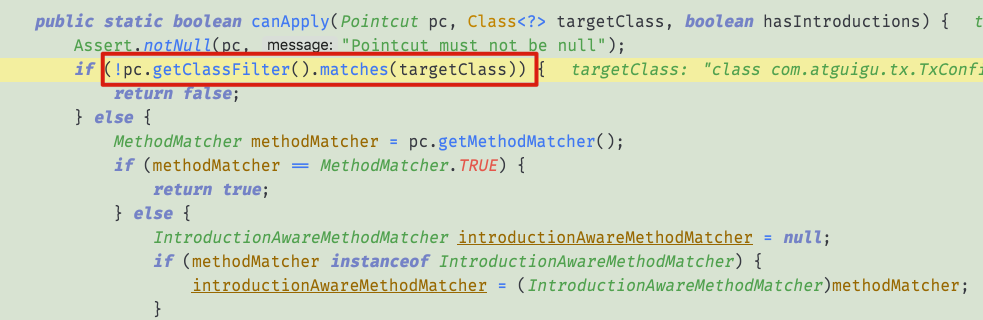 public static boolean canApply(Pointcut pc, Class<?> targetClass, boolean hasIntroductions) {  t
Assert.notNull(pc, message: "Pointcut must not be null");
if (!pc.getClassFilter().matches(targetClass)) {  targetClass: "class com.atguigu.tx.TxConfi
return false;
} else {
MethodMatcher methodMatcher = pc.getMethodMatcher();
if (methodMatcher == MethodMatcher.TRUE) {
return true;
} else {
IntroductionAwareMethodMatcher introductionAwareMethodMatcher = null;
if (methodMatcher instanceof IntroductionAwareMethodMatcher) {
introductionAwareMethodMatcher = (IntroductionAwareMethodMatcher)methodMatcher;
}